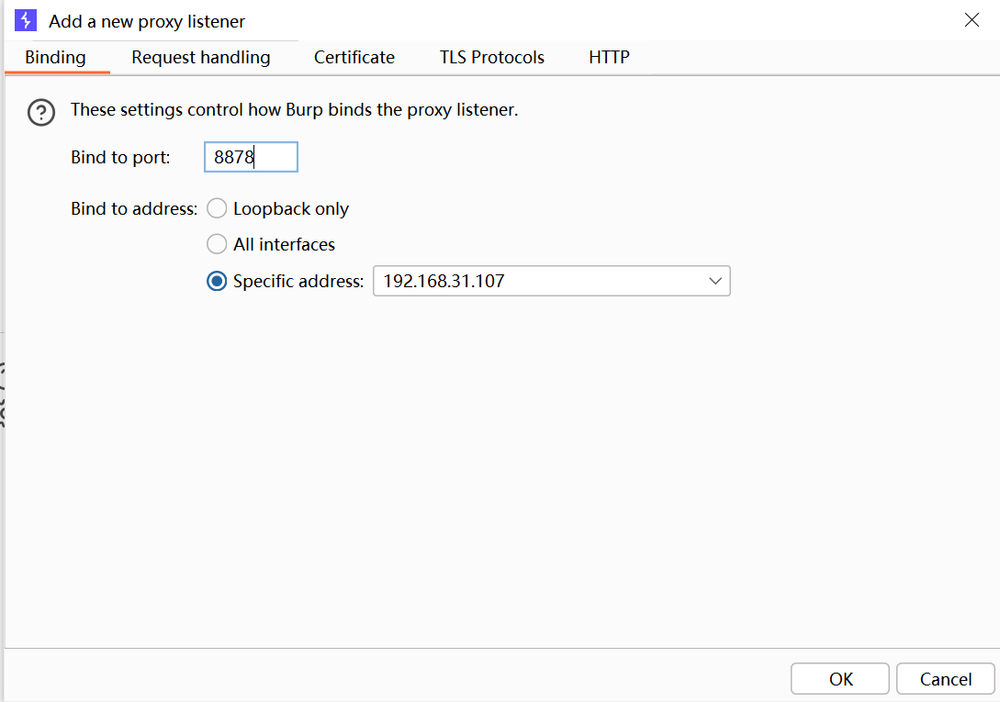 Add a new proxy listener
Binding Request handling Certificate TLS Protocols HTTP
These settings control how Burp binds the proxy listener.
Bind to port: 8878
Bind to address: Loopback only
All interfaces
Specific address: 192.168.31.107
OK Cancel